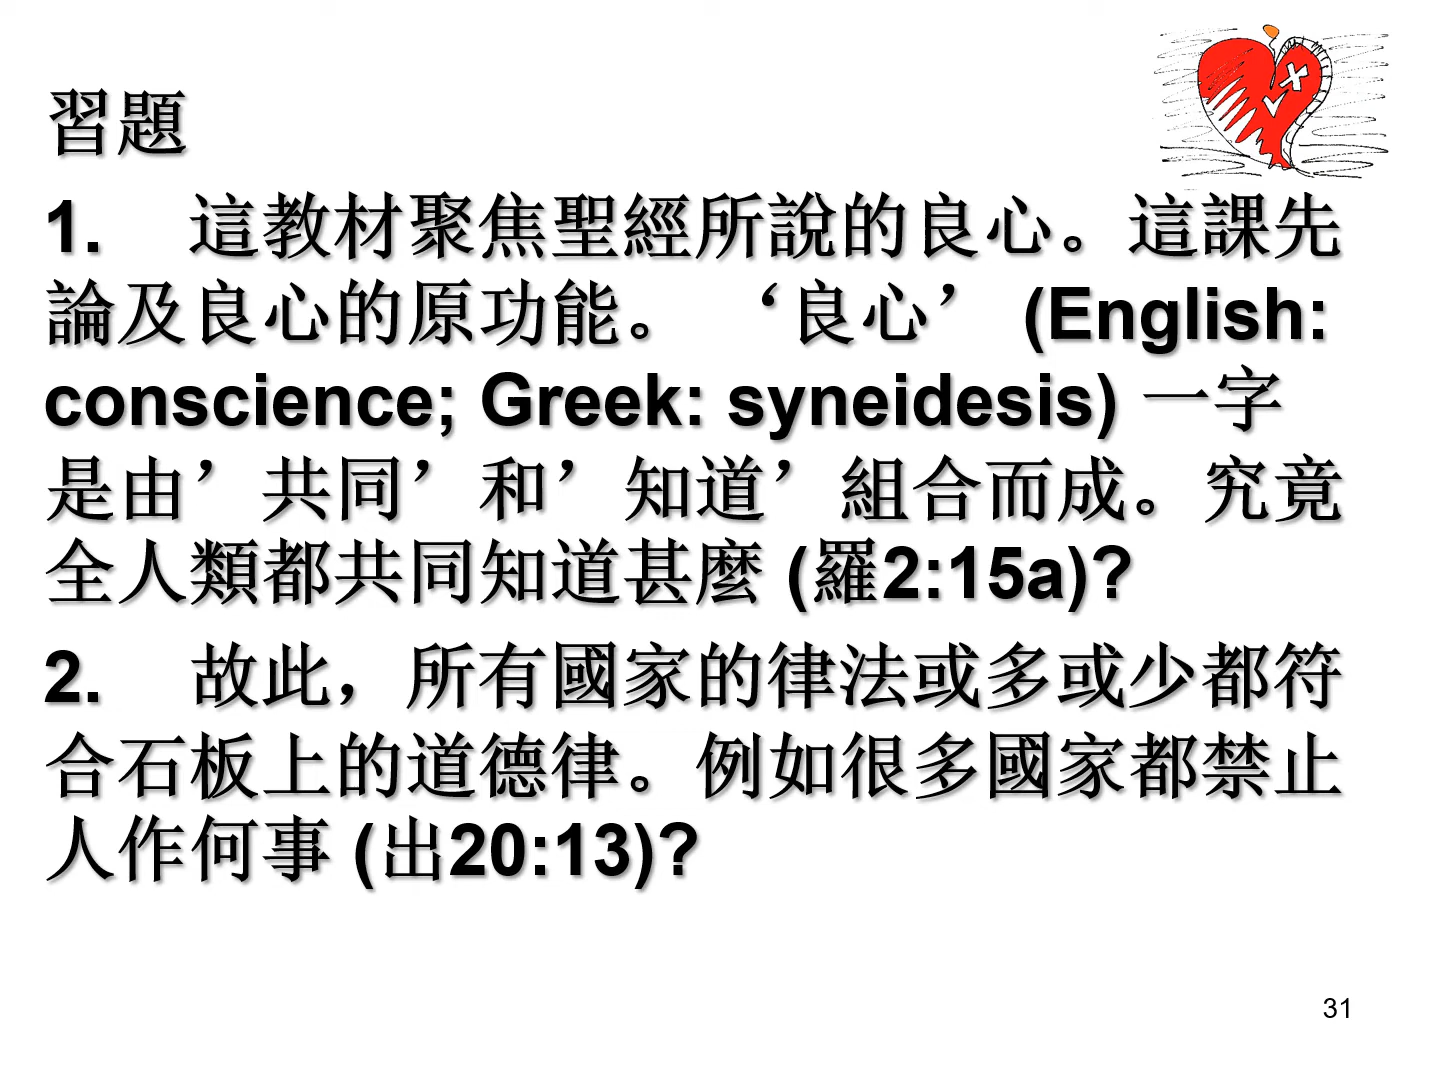 習題
1. 這教材聚焦聖經所說的良心。這課先
論及良心的原功能。 ‘良心’ (English:
conscience; Greek: syneidesis) 一字
是由’共同’和’知道’組合而成。究竟
全人類都共同知道甚麼 (羅2:15a)?
2. 故此，所有國家的律法或多或少都符
合石板上的道德律。例如很多國家都禁止
人作何事 (出20:13)?
31